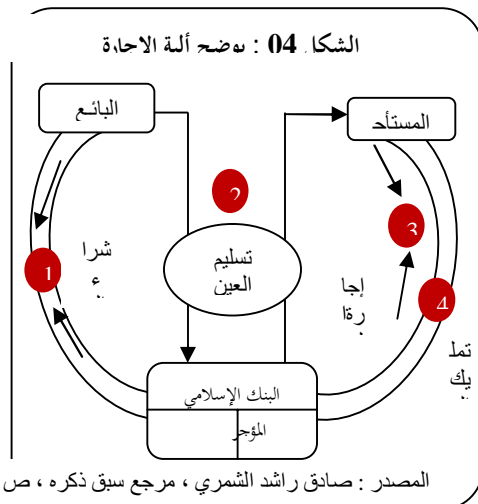 الشكل 04 : يوضح ألية الاجارة
البائع
المستأجر
2
تسليم
العين
3
1
شرا
ء
إجا
رة
4
تمل
يك
البنك الإسلامي
المؤجر
المصدر : صادق راشد الشمري ، مرجع سبق ذكره ، ص